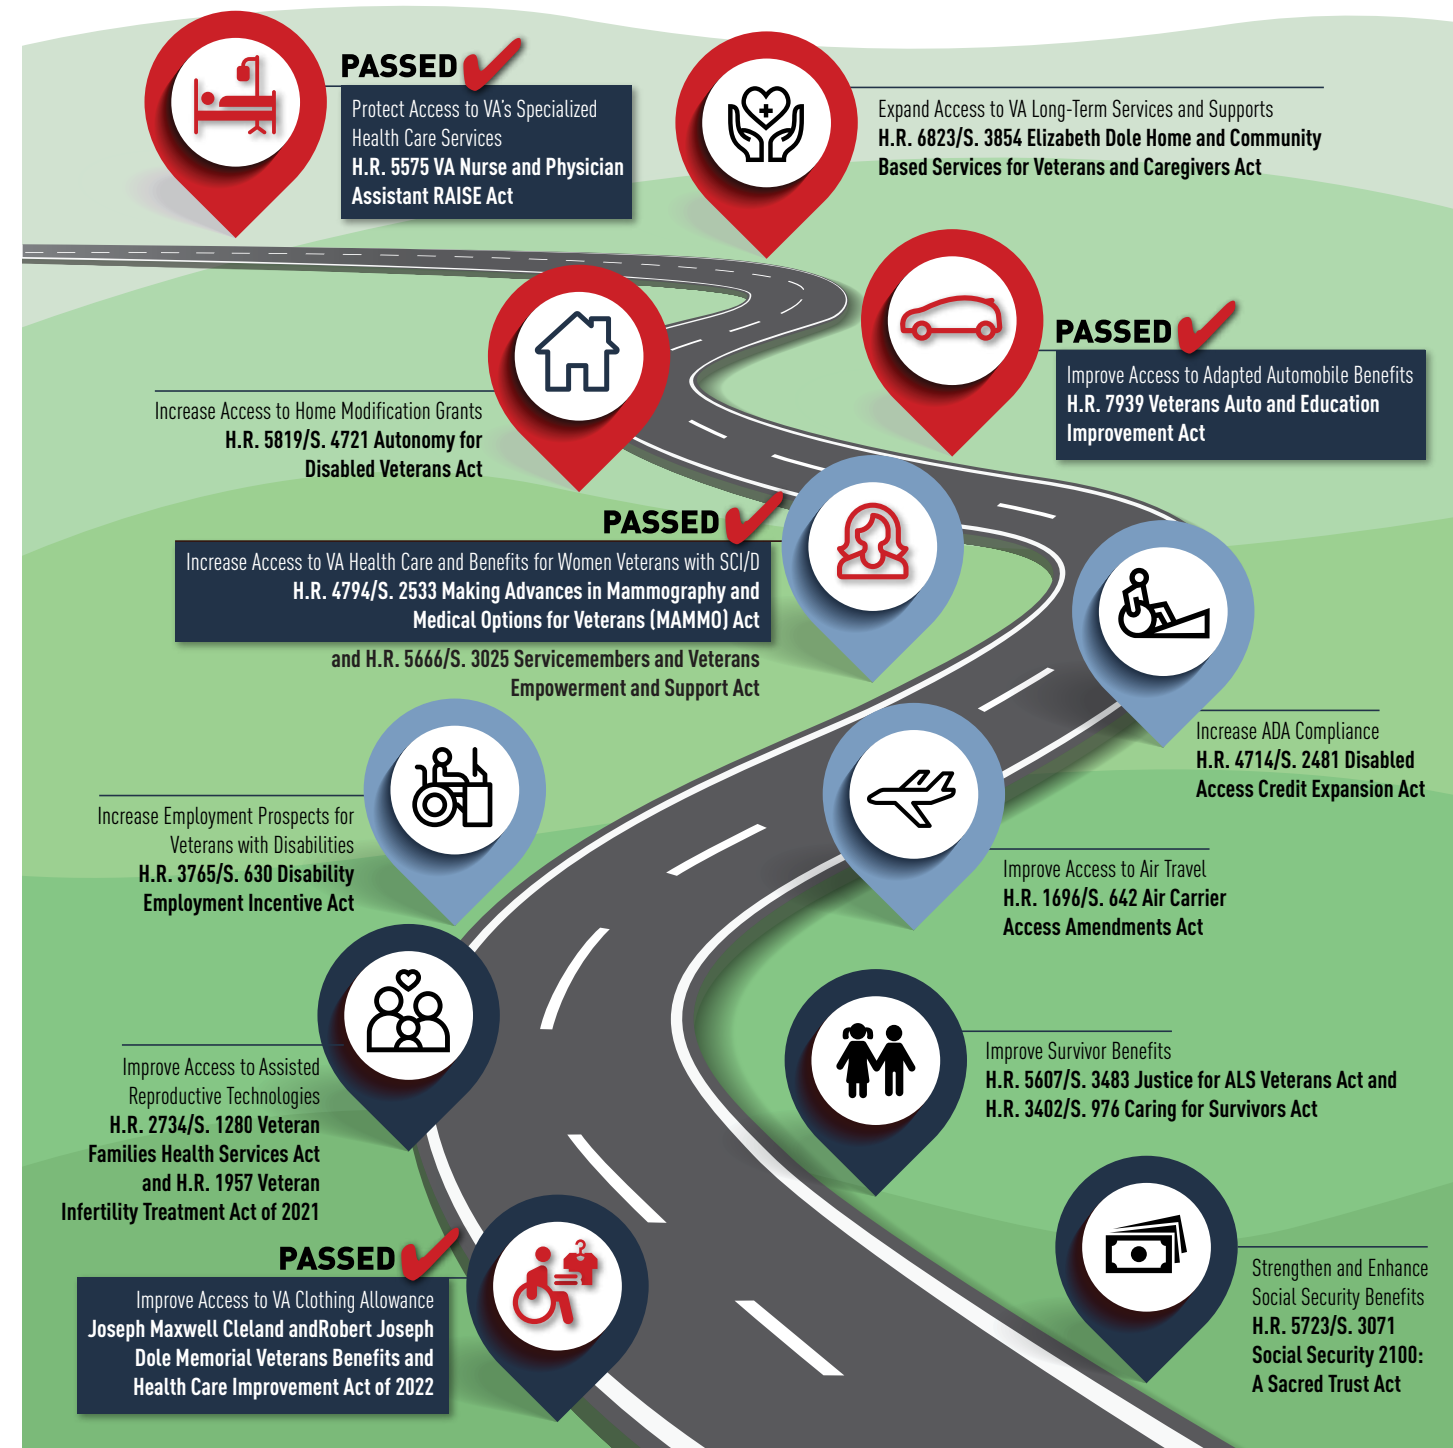 PASSED
Protect Access to VA's Specialized
Health Care Services
H.R. 5575 VA Nurse and Physician
Assistant RAISE Act
Expand Access to VA Long-Term Services and Supports
H.R. 6823/S. 3854 Elizabeth Dole Home and Community
Based Services for Veterans and Caregivers Act
PASSED
Improve Access to Adapted Automobile Benefits
H.R. 7939 Veterans Auto and Education
Improvement Act
Increase Access to Home Modification Grants
H.R. 5819/S. 4721 Autonomy for
Disabled Veterans Act
PASSED
Increase Access to VA Health Care and Benefits for Women Veterans with SCI/D
H.R. 4794/S. 2533 Making Advances in Mammography and
Medical Options for Veterans (MAMMO) Act
and H.R. 5666/S. 3025 Servicemembers and Veterans
Empowerment and Support Act
Increase ADA Compliance
H.R. 4714/S. 2481 Disabled
Access Credit Expansion Act
Increase Employment Prospects for
Veterans with Disabilities
H.R. 3765/S. 630 Disability
Employment Incentive Act
Improve Access to Air Travel
H.R. 1696/S. 642 Air Carrier
Access Amendments Act
Improve Access to Assisted
Reproductive Technologies
H.R. 2734/S. 1280 Veteran
Families Health Services Act
and H.R. 1957 Veteran
Infertility Treatment Act of 2021
Improve Survivor Benefits
H.R. 5607/S. 3483 Justice for ALS Veterans Act and
H.R. 3402/S. 976 Caring for Survivors Act
PASSED
Improve Access to VA Clothing Allowance
Joseph Maxwell Cleland andRobert Joseph
Dole Memorial Veterans Benefits and
Health Care Improvement Act of 2022
Strengthen and Enhance
Social Security Benefits
H.R. 5723/S. 3071
Social Security 2100:
A Sacred Trust Act